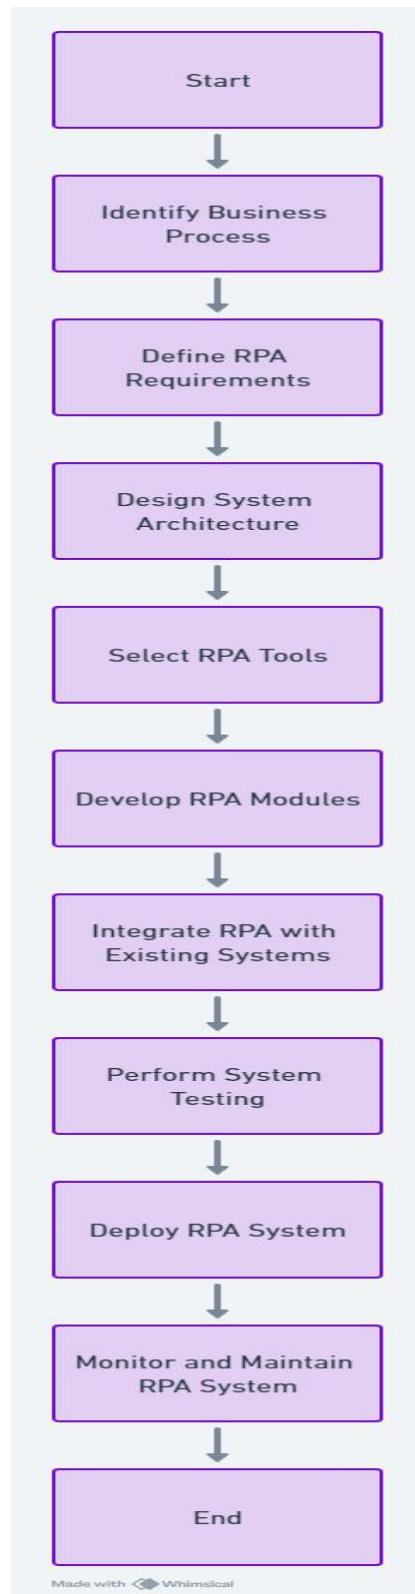 Start
Identify Business
Process
Define RPA
Requirements
Design System
Architecture
Select RPA Tools
Develop RPA Modules
Integrate RPA with
Existing Systems
Perform System
Testing
Deploy RPA System
Monitor and Maintain
RPA System
End
Made with Whimsical